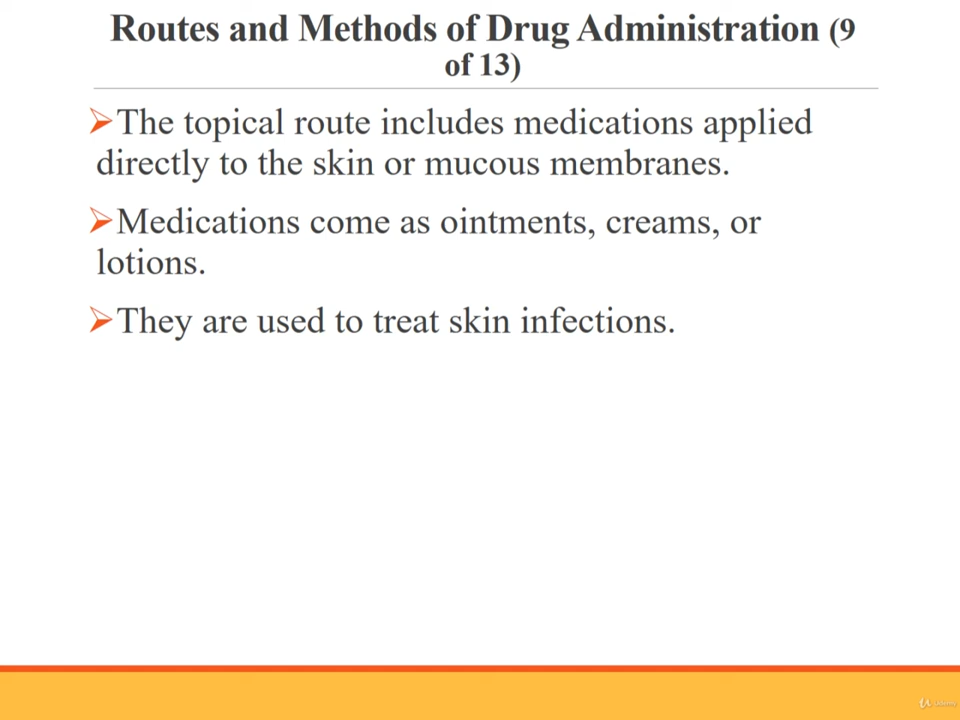 Routes and Methods of Drug Administration (9
of 13)
The topical route includes medications applied
directly to the skin or mucous membranes.
Medications come as ointments, creams, or
lotions.
They are used to treat skin infections.
Udemy